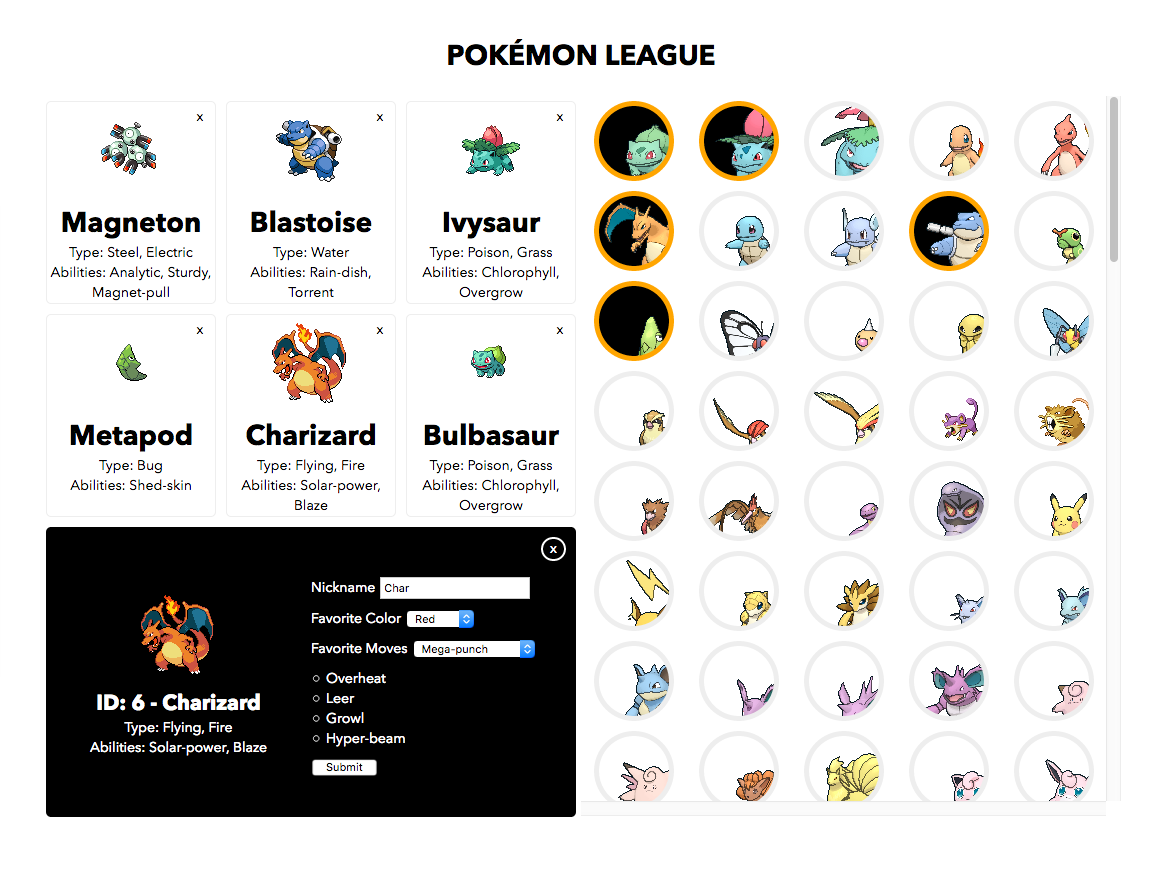 POKÉMON LEAGUE
x
Magneton
Type: Steel, Electric
Abilities: Analytic, Sturdy,
Magnet-pull
x
Blastoise
Type: Water
Abilities: Rain-dish,
Torrent
x
Ivysaur
Type: Poison, Grass
Abilities: Chlorophyll,
Overgrow
x
Metapod
Type: Bug
Abilities: Shed-skin
x
Charizard
Type: Flying, Fire
Abilities: Solar-power,
Blaze
x
Bulbasaur
Type: Poison, Grass
Abilities: Chlorophyll,
Overgrow
x
ID: 6 - Charizard
Type: Flying, Fire
Abilities: Solar-power, Blaze
Nickname Char
Favorite Color Red
Favorite Moves Mega-punch
Overheat
Leer
Growl
Hyper-beam
Submit